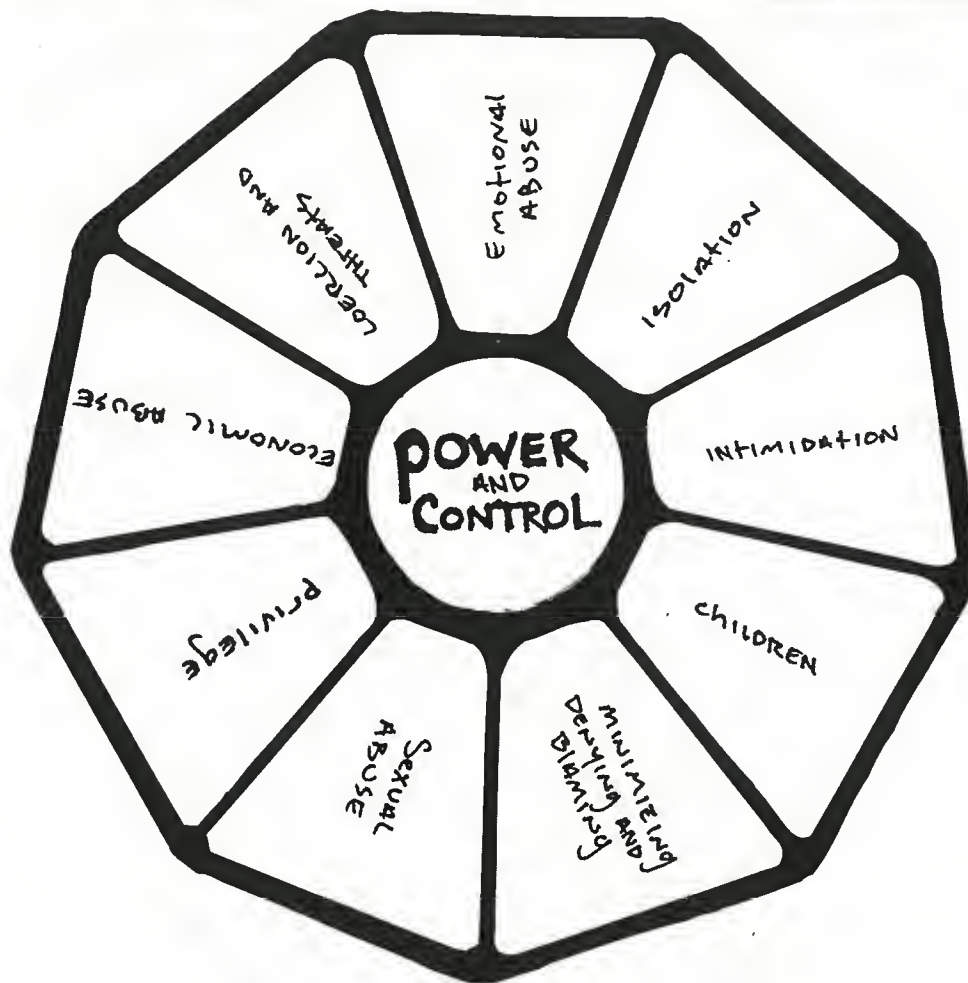 POWER
AND
CONTROL
EMOTIONAL
ABUSE
ISOLATION
INTIMIDATION
CHILDREN
MINIMIZING
DENYING AND
BLAMING
Sexual
ABUSE
privilege
ECONOMIC ABUSE
COERCION AND
THREATS